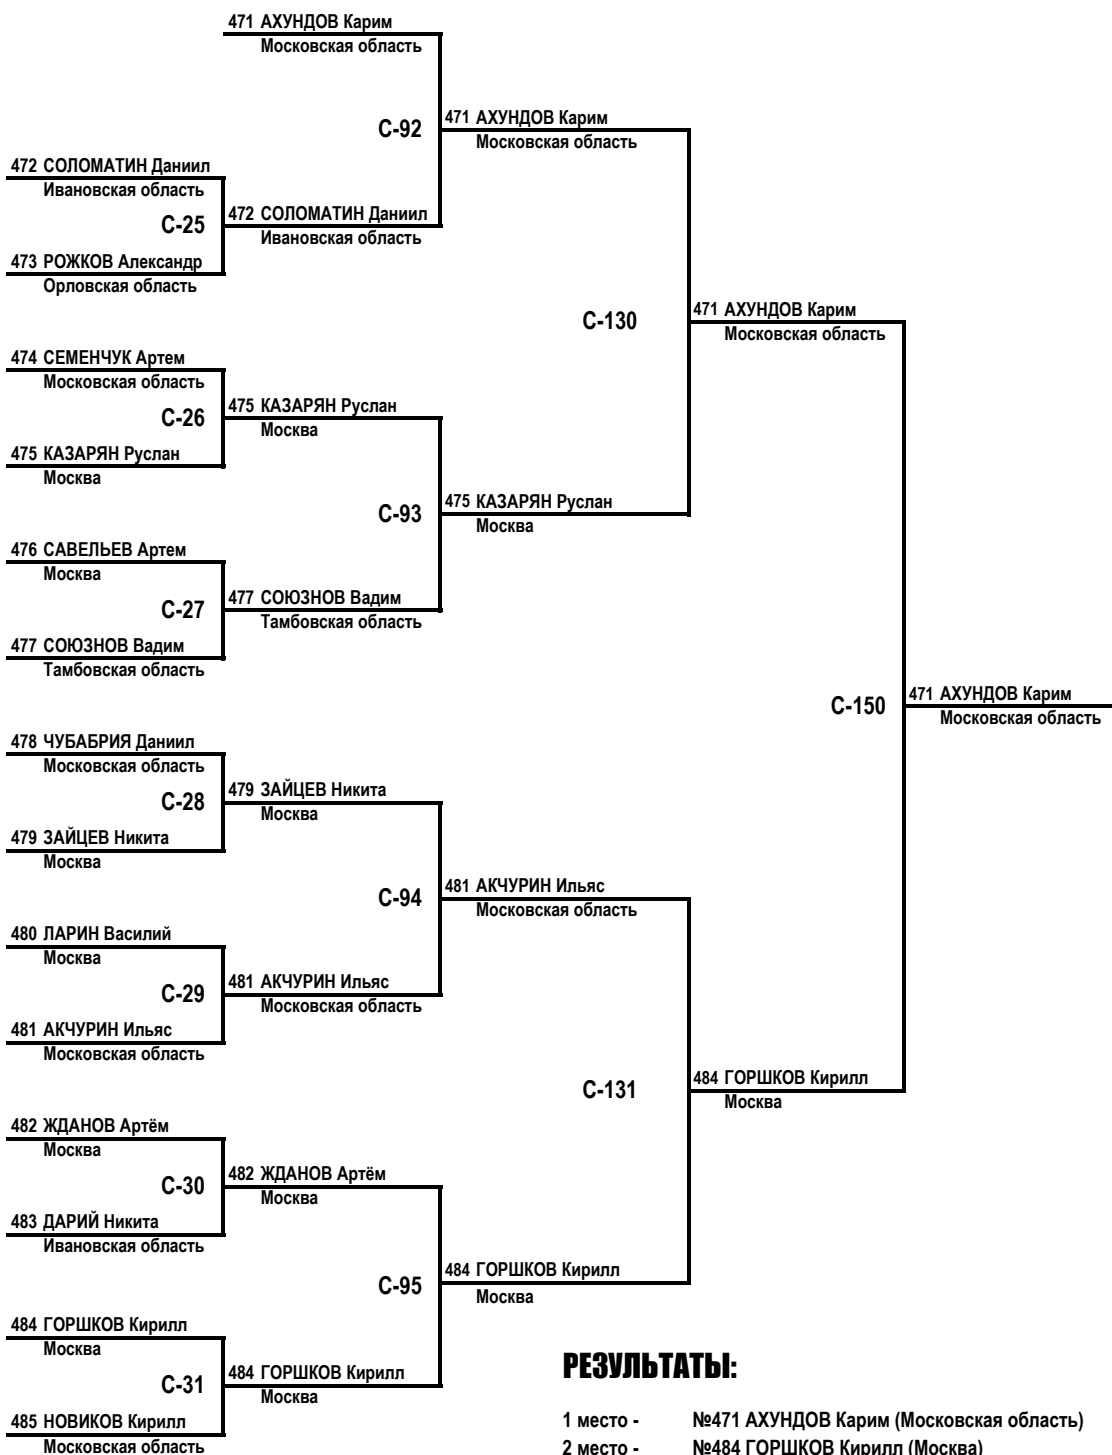 471 АХУНДОВ Карим
Московская область
С-92
471 АХУНДОВ Карим
Московская область
472 СОЛОМАТИН Даниил
Ивановская область
С-25
472 СОЛОМАТИН Даниил
Ивановская область
473 РОЖКОВ Александр
Орловская область
С-130
471 АХУНДОВ Карим
Московская область
474 СЕМЕНЧУК Артем
Московская область
С-26
475 КАЗАРЯН Руслан
Москва
475 КАЗАРЯН Руслан
Москва
С-93
475 КАЗАРЯН Руслан
Москва
476 САВЕЛЬЕВ Артем
Москва
С-27
477 СОЮЗНОВ Вадим
Тамбовская область
477 СОЮЗНОВ Вадим
Тамбовская область
С-150
471 АХУНДОВ Карим
Московская область
478 ЧУБАБРИЯ Даниил
Московская область
С-28
479 ЗАЙЦЕВ Никита
Москва
479 ЗАЙЦЕВ Никита
Москва
С-94
481 АКЧУРИН Ильяс
Московская область
480 ЛАРИН Василий
Москва
С-29
481 АКЧУРИН Ильяс
Московская область
481 АКЧУРИН Ильяс
Московская область
С-131
484 ГОРШКОВ Кирилл
Москва
482 ЖДАНОВ Артём
Москва
С-30
482 ЖДАНОВ Артём
Москва
483 ДАРИЙ Никита
Ивановская область
С-95
484 ГОРШКОВ Кирилл
Москва
484 ГОРШКОВ Кирилл
Москва
С-31
484 ГОРШКОВ Кирилл
Москва
485 НОВИКОВ Кирилл
Московская область
РЕЗУЛЬТАТЫ:
1 место - №471 АХУНДОВ Карим (Московская область)
2 место - №484 ГОРШКОВ Кирилл (Москва)